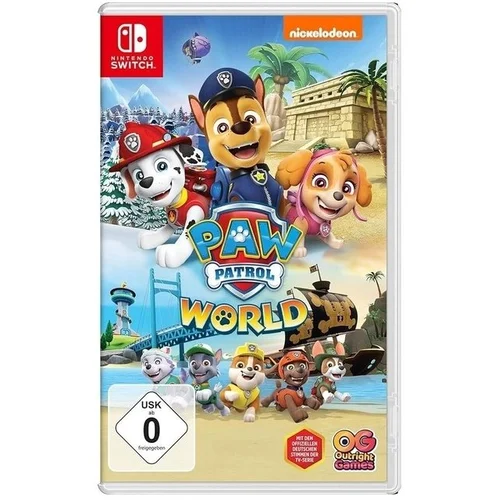 NINTENDO
SWITCH
nickelodeon
PAW
PATROL
WORLD
USK
ab
0
freigegeben
MIT DEN
OFFIZIELLEN
DEUTSCHEN
STIMMEN DER
TV-SERIE
OG
Outright
Games